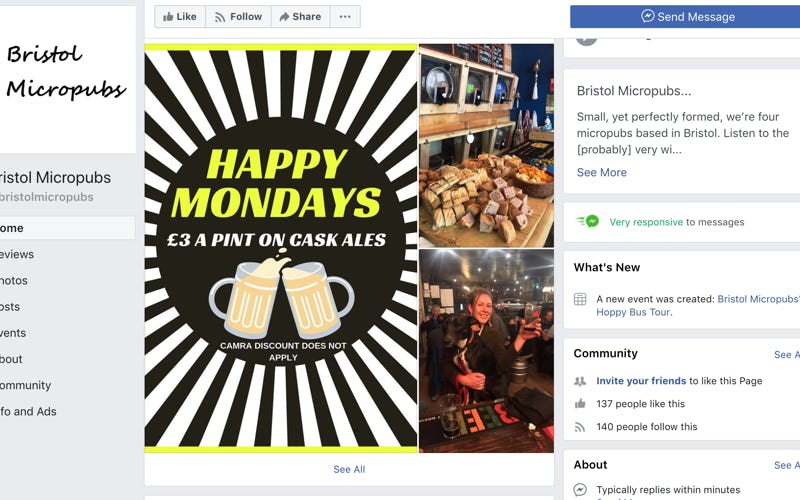 Like
Follow
Share
Send Message
Bristol
Micropubs
ristol Micropubs
bristolmicropubs
ome
eviews
hotos
osts
vents
bout
ommunity
fo and Ads
HAPPY
MONDAYS
£3 A PINT ON CASK ALES
CAMRA DISCOUNT DOES NOT
APPLY
See All
Bristol Micropubs...
Small, yet perfectly formed, we're four
micropubs based in Bristol. Listen to the
[probably] very wi...
See More
Very responsive to messages
What's New
A new event was created: Bristol Micropubs'
Hoppy Bus Tour.
Community
See A
Invite your friends to like this Page
137 people like this
140 people follow this
About
See A
Typically replies within minutes